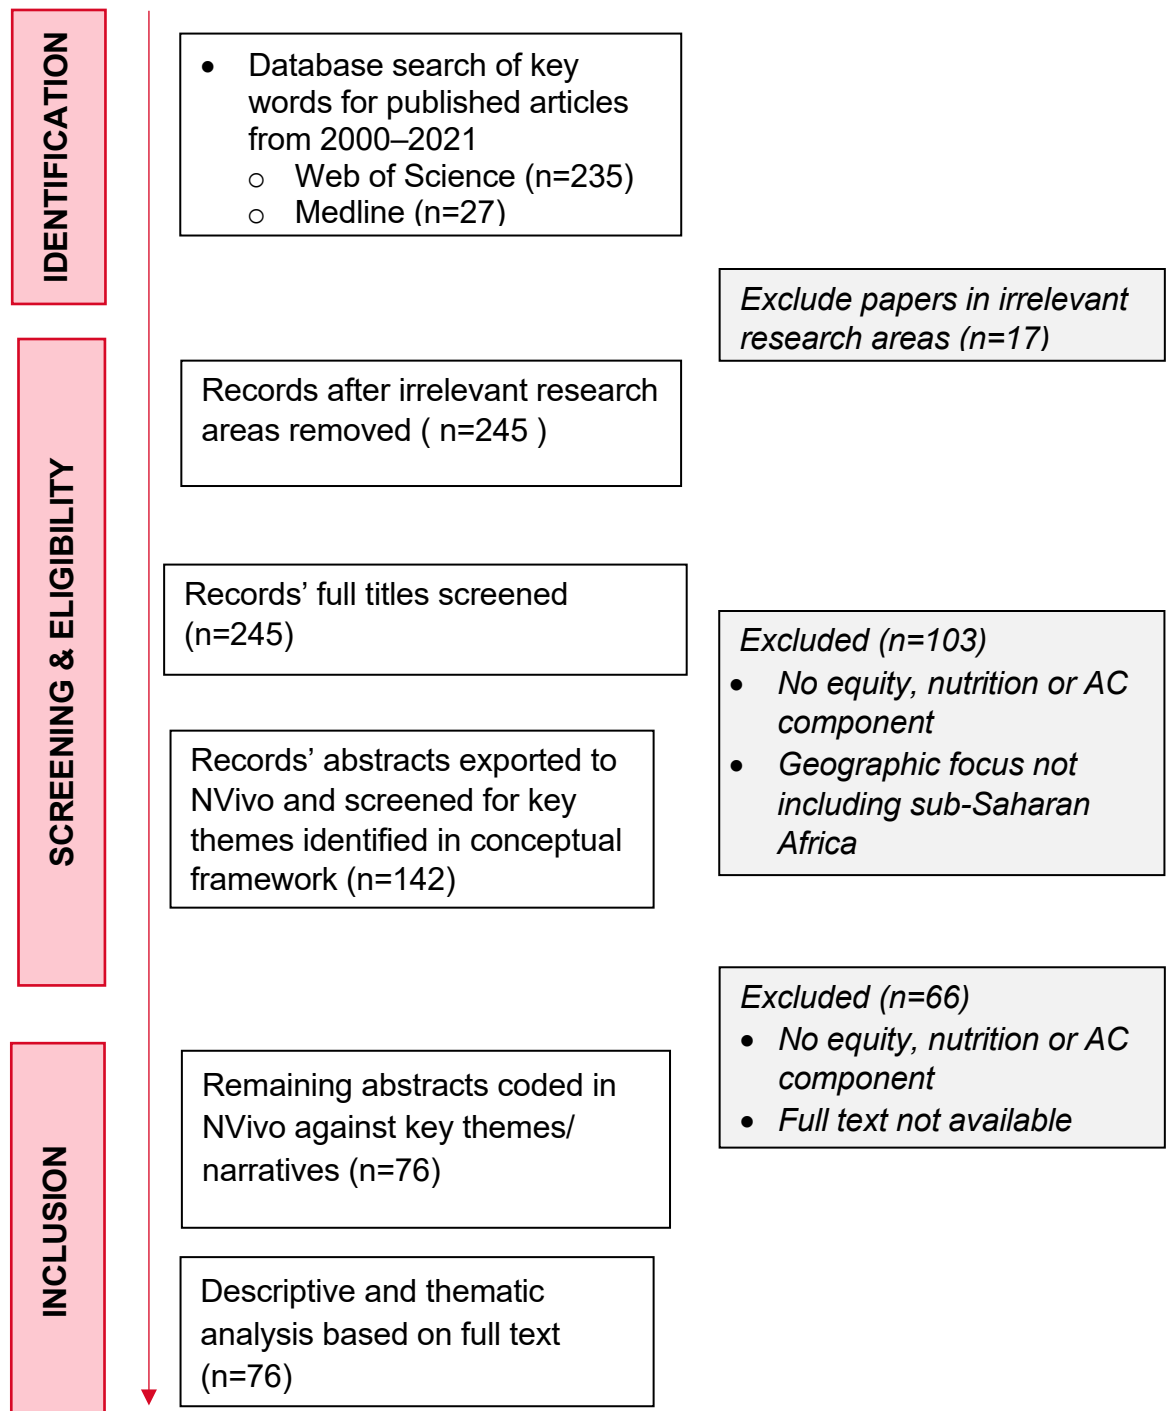 IDENTIFICATION
• Database search of key
words for published articles
from 2000–2021
o Web of Science (n=235)
o Medline (n=27)
Exclude papers in irrelevant
research areas (n=17)
SCREENING & ELIGIBILITY
Records after irrelevant research
areas removed ( n=245 )
Records’ full titles screened
(n=245)
Excluded (n=103)
• No equity, nutrition or AC
component
• Geographic focus not
including sub-Saharan
Africa
Records’ abstracts exported to
NVivo and screened for key
themes identified in conceptual
framework (n=142)
Excluded (n=66)
• No equity, nutrition or AC
component
• Full text not available
INCLUSION
Remaining abstracts coded in
NVivo against key themes/
narratives (n=76)
Descriptive and thematic
analysis based on full text
(n=76)